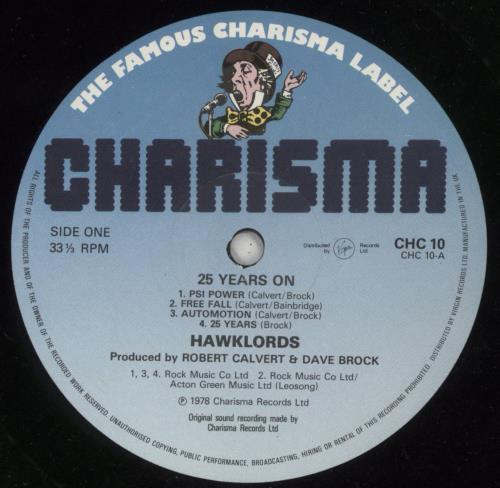 THE FAMOUS CHARISMA LABEL
CHARISMA
SIDE ONE
33⅓ RPM
Distributed by Virgin Records Ltd
CHC 10
CHC 10-A
25 YEARS ON
1. PSI POWER (Calvert/Brock)
2. FREE FALL (Calvert/Bainbridge)
3. AUTOMOTION (Calvert/Brock)
4. 25 YEARS (Brock)
HAWKLORDS
Produced by ROBERT CALVERT & DAVE BROCK
1, 3, 4. Rock Music Co Ltd 2. Rock Music Co Ltd/
Acton Green Music Ltd (Leosong)
℗ 1978 Charisma Records Ltd
Original sound recording made by
Charisma Records Ltd
ALL RIGHTS OF THE PRODUCER AND OF THE OWNER OF THE RECORDED WORK RESERVED. UNAUTHORISED COPYING, PUBLIC PERFORMANCE, BROADCASTING, HIRING OR RENTAL OF THIS RECORDING PROHIBITED. DISTRIBUTED BY VIRGIN RECORDS LTD. MANUFACTURED IN THE UK